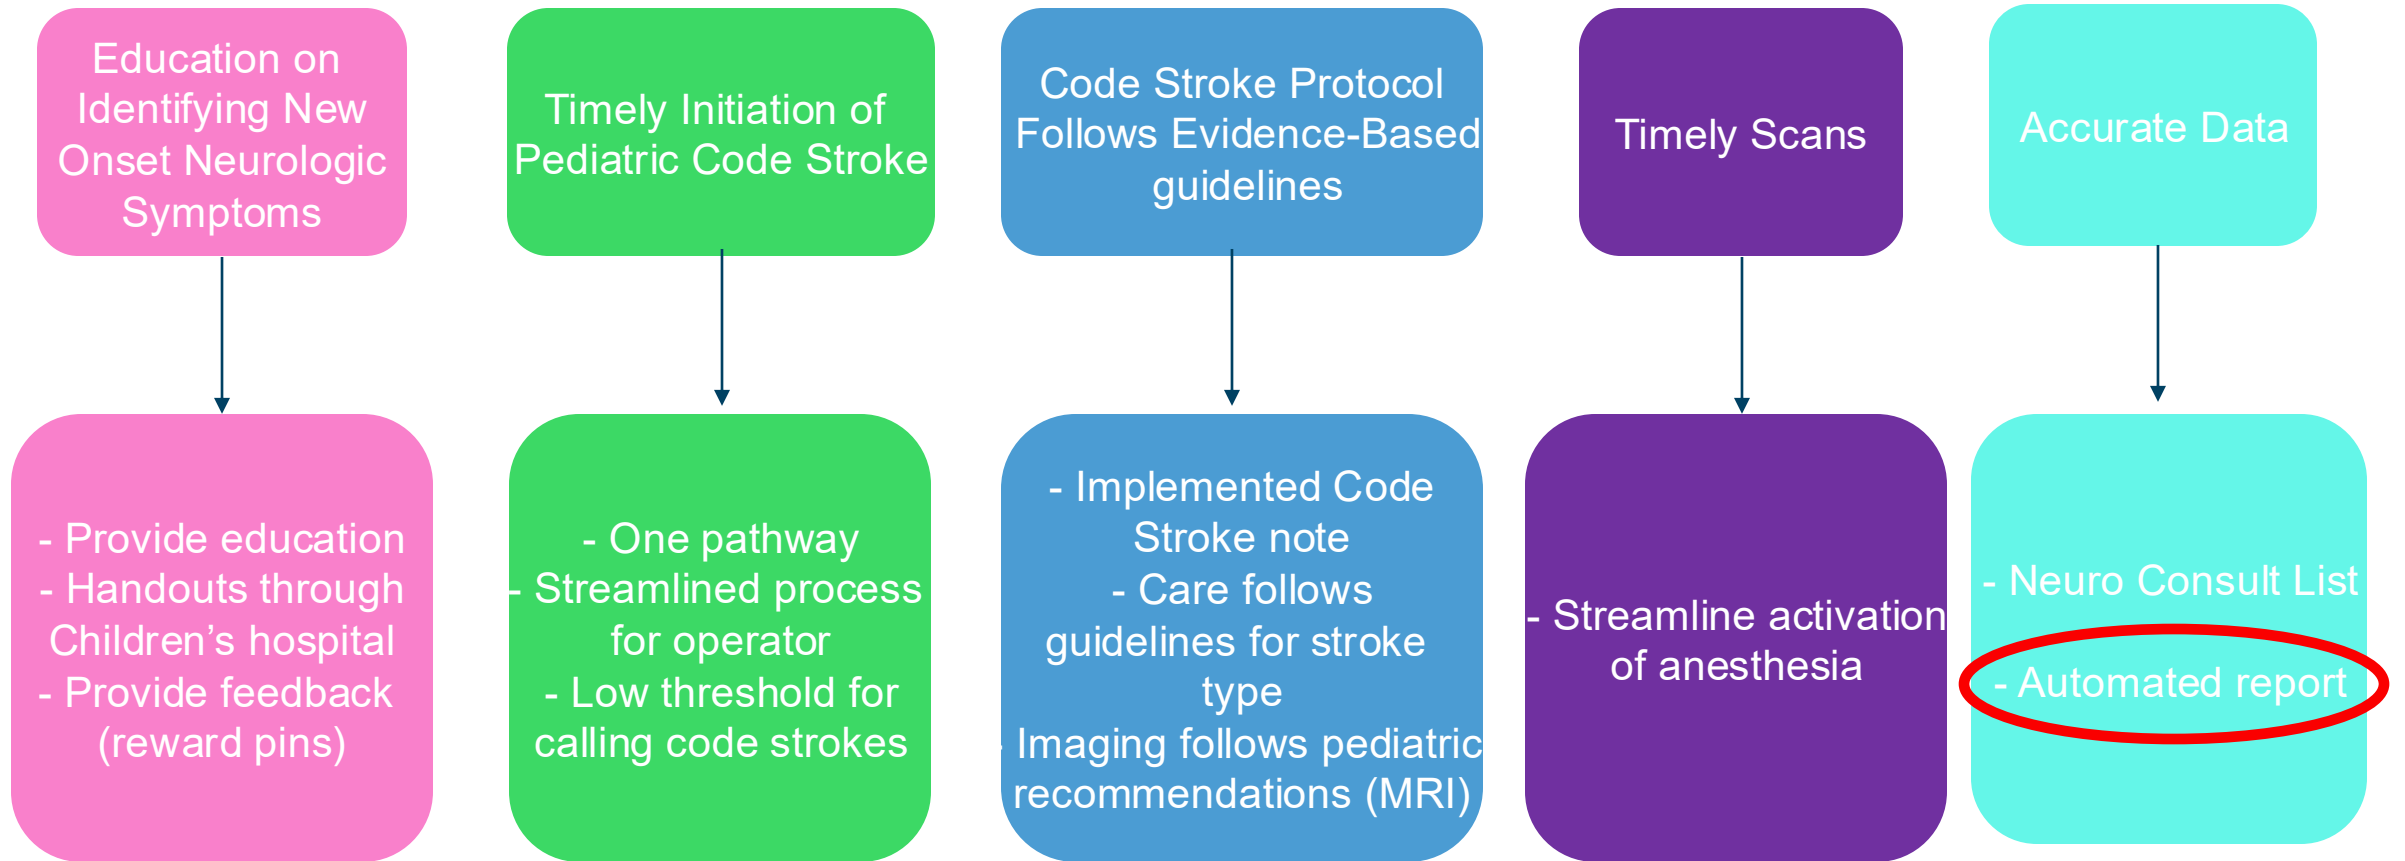 Education on
Identifying New
Onset Neurologic
Symptoms
Timely Initiation of
Pediatric Code Stroke
Code Stroke Protocol
Follows Evidence-Based
guidelines
Timely Scans
Accurate Data
- Provide education
- Handouts through
Children’s hospital
- Provide feedback
(reward pins)
- One pathway
- Streamlined process
for operator
- Low threshold for
calling code strokes
- Implemented Code
Stroke note
- Care follows
guidelines for stroke
type
- Imaging follows pediatric
recommendations (MRI)
- Streamline activation
of anesthesia
- Neuro Consult List
- Automated report